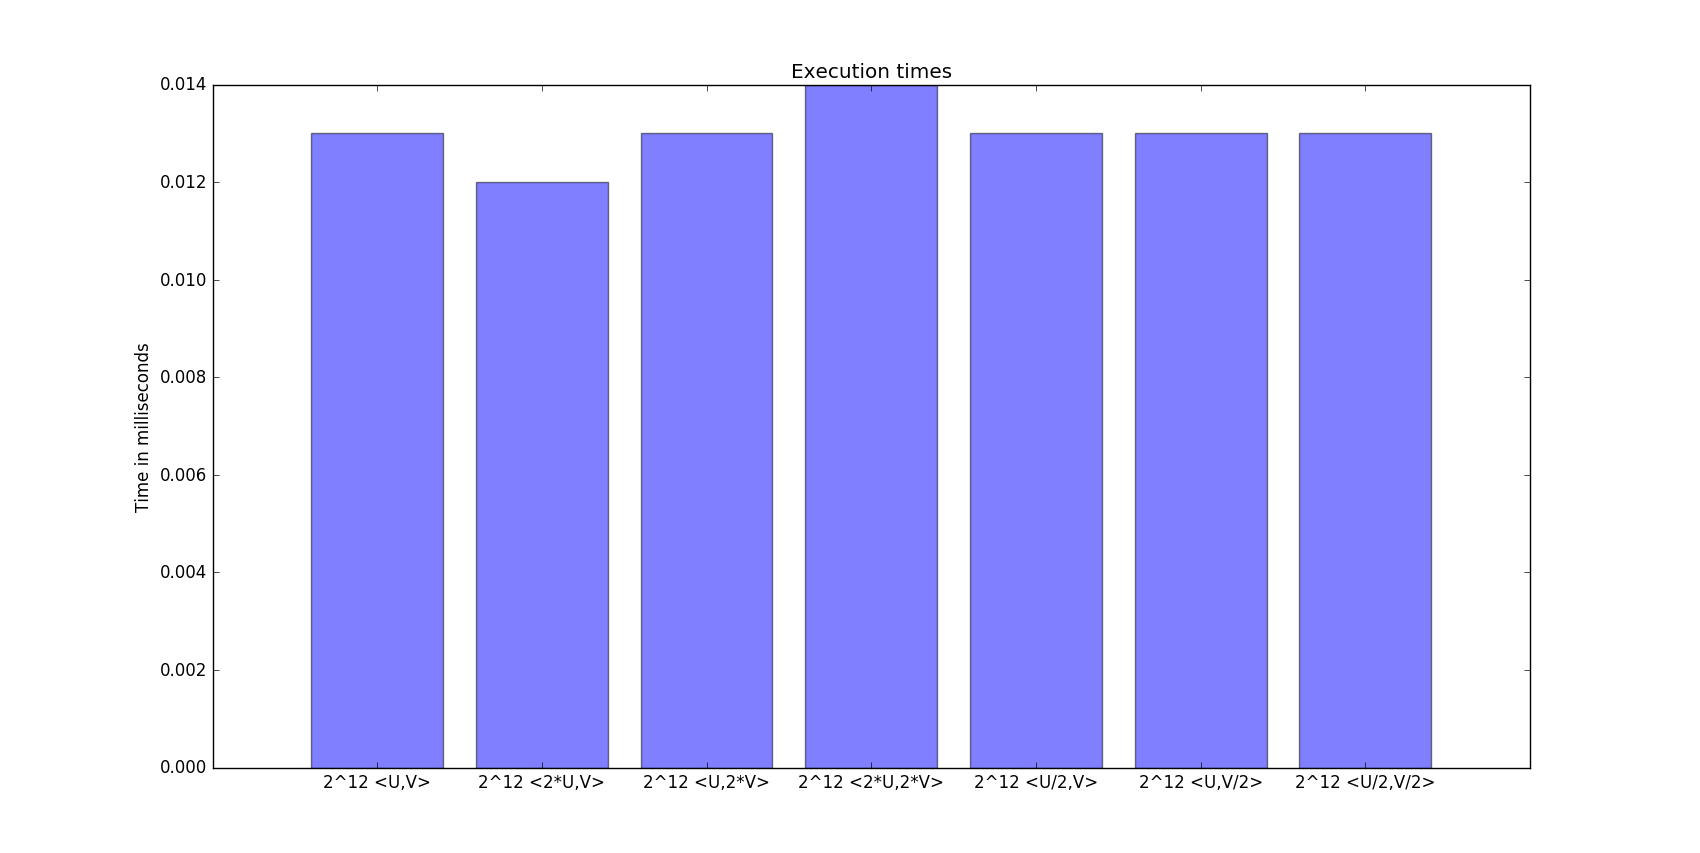 Execution times
0.014
0.012
0.010
0.008
0.006
0.004
0.002
0.000
Time in milliseconds
2^12 <U,V>
2^12 <2*U,V>
2^12 <U,2*V>
2^12 <2*U,2*V>
2^12 <U/2,V>
2^12 <U,V/2>
2^12 <U/2,V/2>